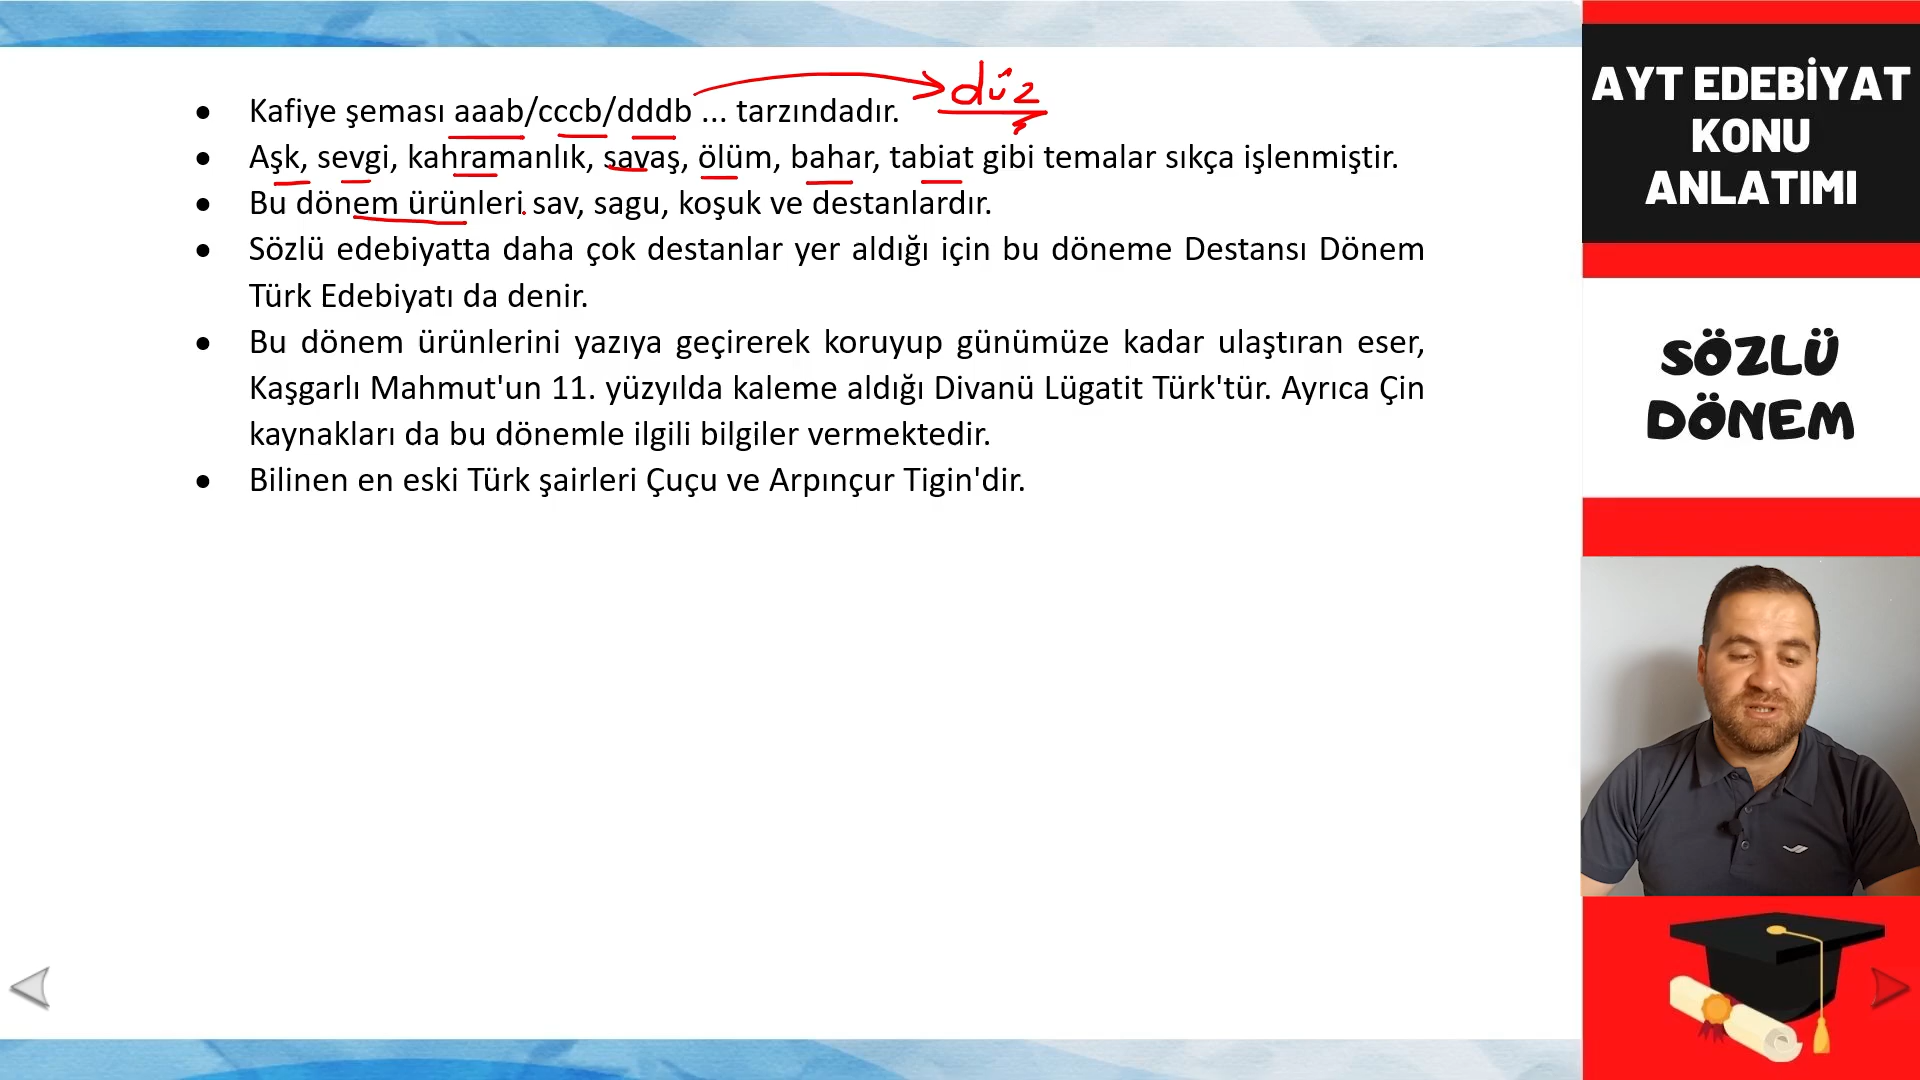 düz
• Kafiye şeması aaab/cccb/dddb ... tarzındadır.
• Aşk, sevgi, kahramanlık, savaş, ölüm, bahar, tabiat gibi temalar sıkça işlenmiştir.
• Bu dönem ürünleri sav, sagu, koşuk ve destanlardır.
• Sözlü edebiyatta daha çok destanlar yer aldığı için bu döneme Destansı Dönem
Türk Edebiyatı da denir.
• Bu dönem ürünlerini yazıya geçirerek koruyup günümüze kadar ulaştıran eser,
Kaşgarlı Mahmut'un 11. yüzyılda kaleme aldığı Divanü Lügatit Türk'tür. Ayrıca Çin
kaynakları da bu dönemle ilgili bilgiler vermektedir.
• Bilinen en eski Türk şairleri Çuçu ve Arpınçur Tigin'dir.
AYT EDEBİYAT
KONU
ANLATIMI
SÖZLÜ
DÖNEM